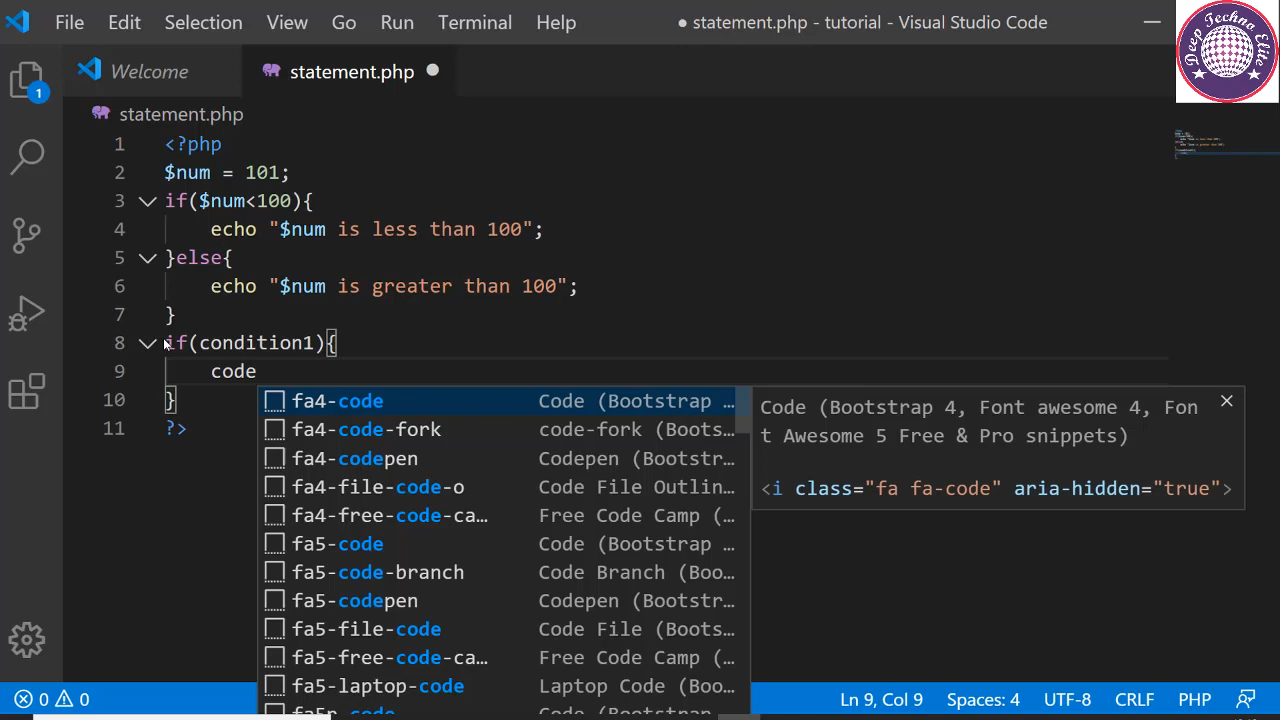 File Edit Selection View Go Run Terminal Help ● statement.php - tutorial - Visual Studio Code
Deep Techno Elite
Welcome statement.php
statement.php
1 <?php
2 $num = 101;
3 if($num<100){
4 echo "$num is less than 100";
5 }else{
6 echo "$num is greater than 100";
7 }
8 if(condition1){
9 code
10 }
11 ?>
1
fa4-code Code (Bootstrap …
fa4-code-fork code-fork (Boots…
fa4-codepen Codepen (Bootstr…
fa4-file-code-o Code File Outlin…
fa4-free-code-ca… Free Code Camp (…
fa5-code Code (Bootstrap …
fa5-code-branch Code Branch (Boo…
fa5-codepen Codepen (Bootstr…
fa5-file-code Code File (Boots…
fa5-free-code-ca… Free Code Camp (…
fa5-laptop-code Laptop Code (Boo…
Code (Bootstrap 4, Font awesome 4, Fon
t Awesome 5 Free & Pro snippets)
<i class="fa fa-code" aria-hidden="true">
0 0 Ln 9, Col 9 Spaces: 4 UTF-8 CRLF PHP